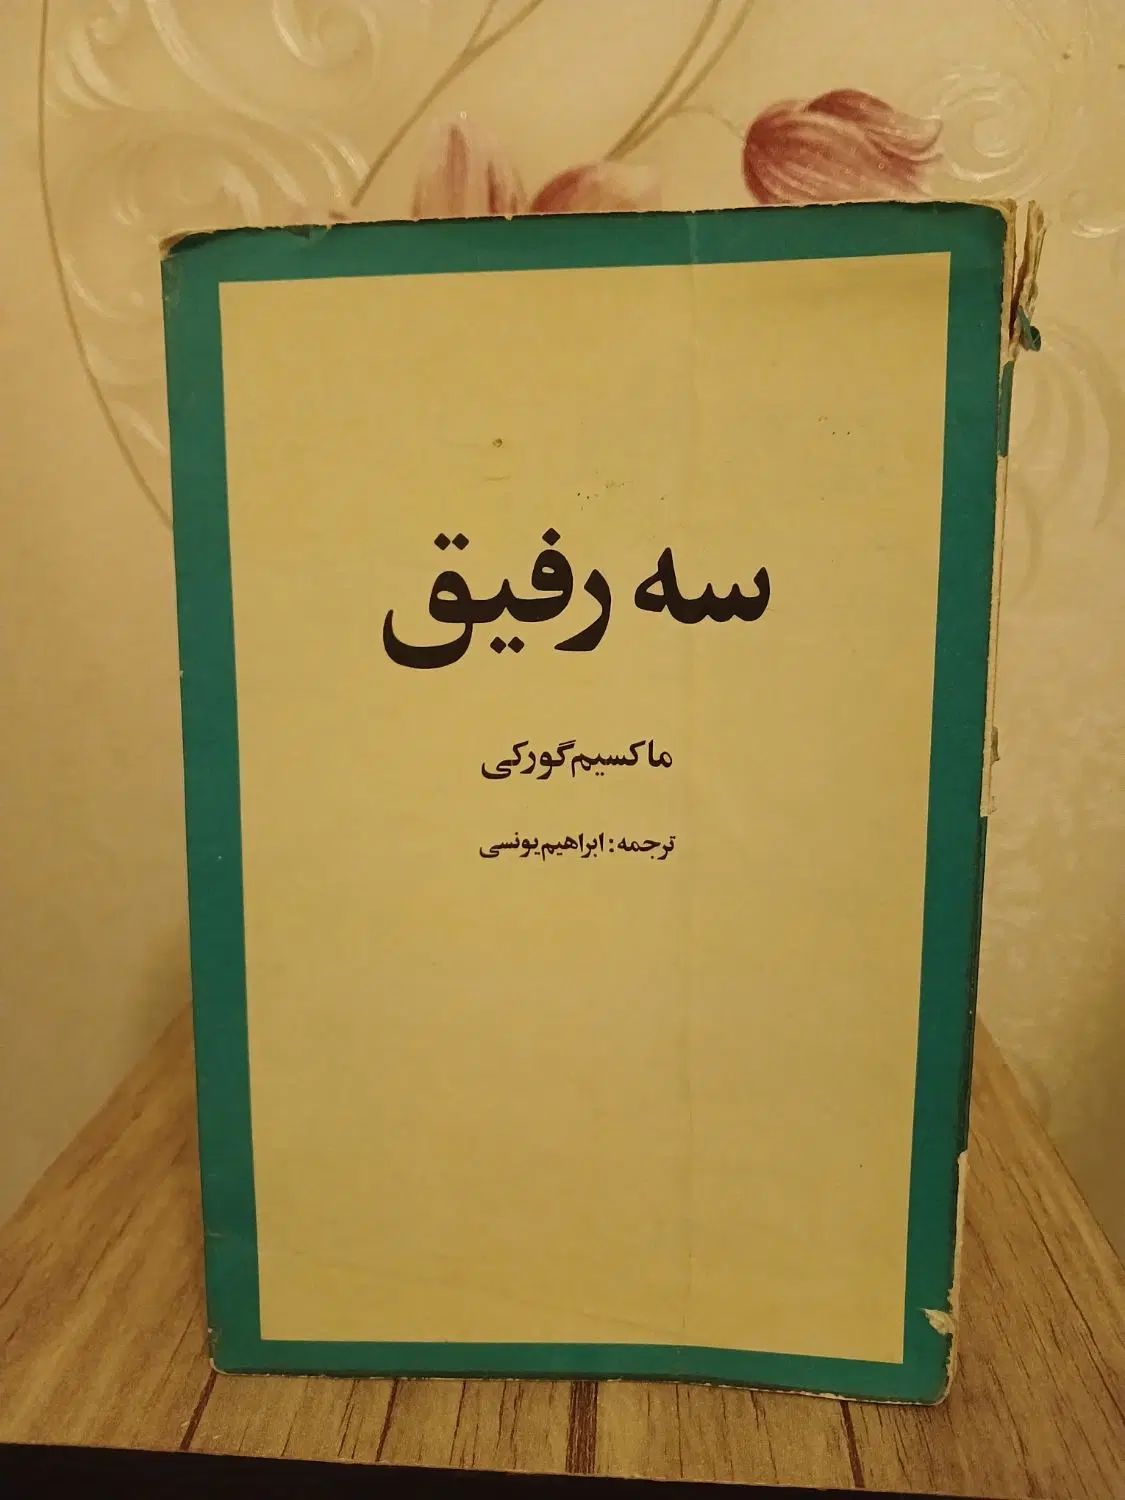 سه رفیق
ماکسیم گورکی
ترجمه: ابراهیم یونسی